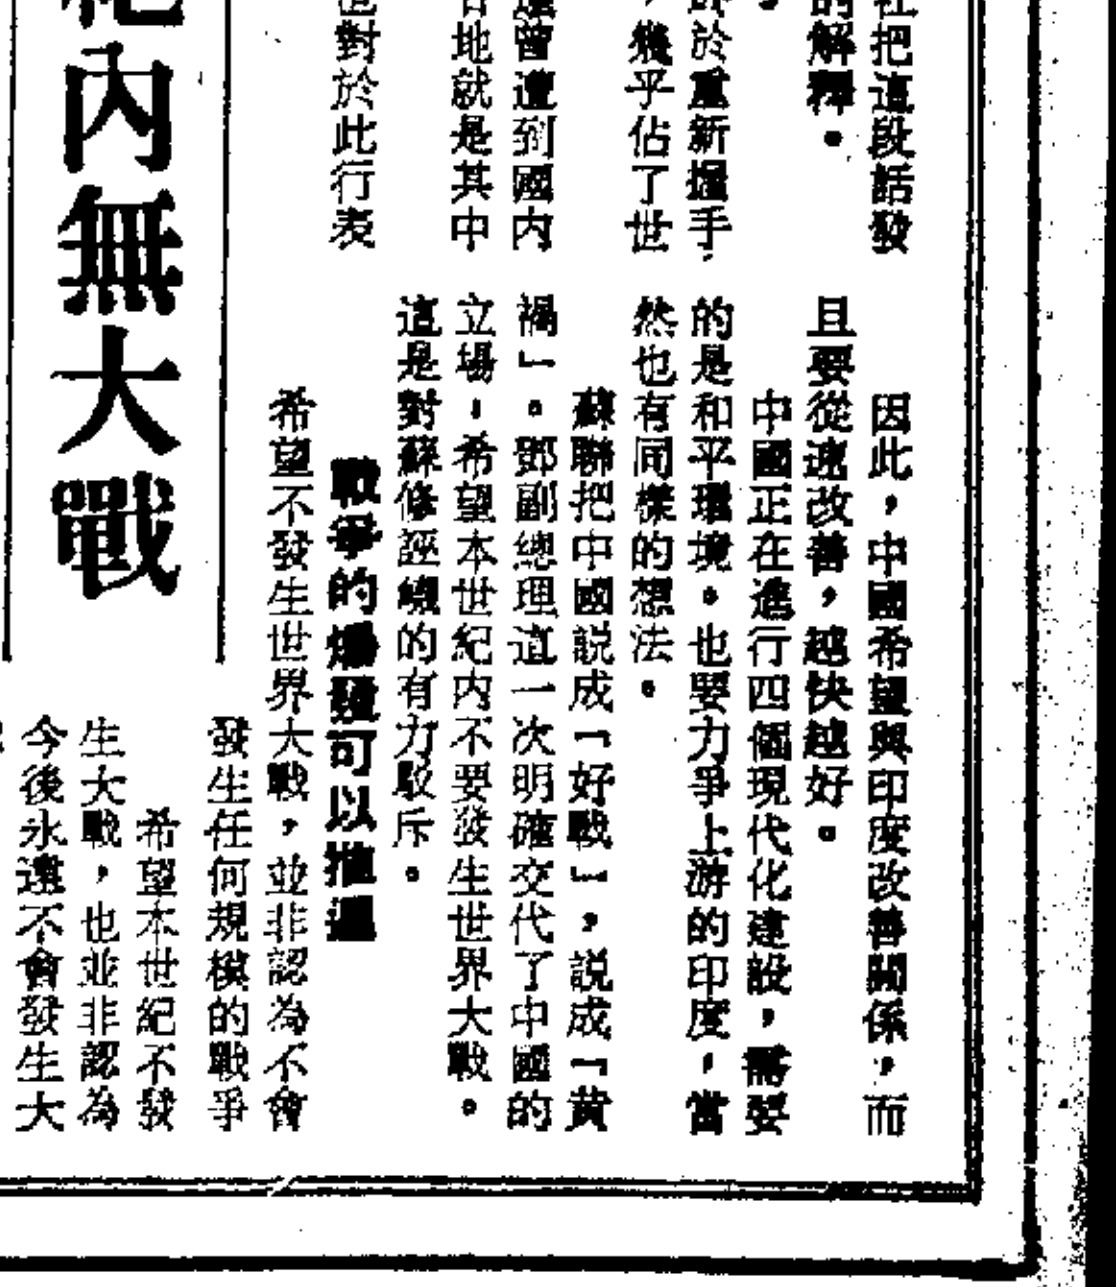 社把這段話發
的解釋。
於重新握手,
,幾乎佔了世
曾遭到國內
地就是其中
也對於此行表
因此,中國希望與印度改善關係,而
且要從速改善,越快越好。
中國正在進行四個現代化建設,需要
的是和平環境。也要力爭上游的印度,當
然也有同樣的想法。
蘇聯把中國説成「好戰」,説成「黃
禍」。鄧副總理這一次明確交代了中國的
立場,希望本世紀内不要發生世界大戰。
這是對蘇修誣衊的有力駁斥。
戰爭的爆發可以推遲
希望不發生世界大戰,並非認為不會
發生任何規模的戰爭
希望本世紀不發
生大戰,也並非認為
今後永遠不會發生大
紀內無大戰